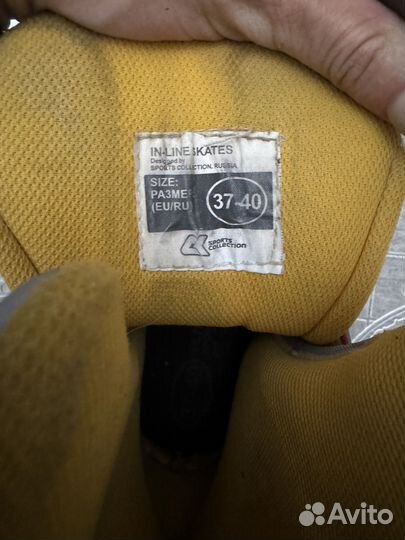 IN-LINE SKATES
Designed by
SPORTS COLLECTION, RUSSIA
SIZE:
РАЗМЕР
(EU/RU)
37-40
SPORTS
COLLECTION
Avito